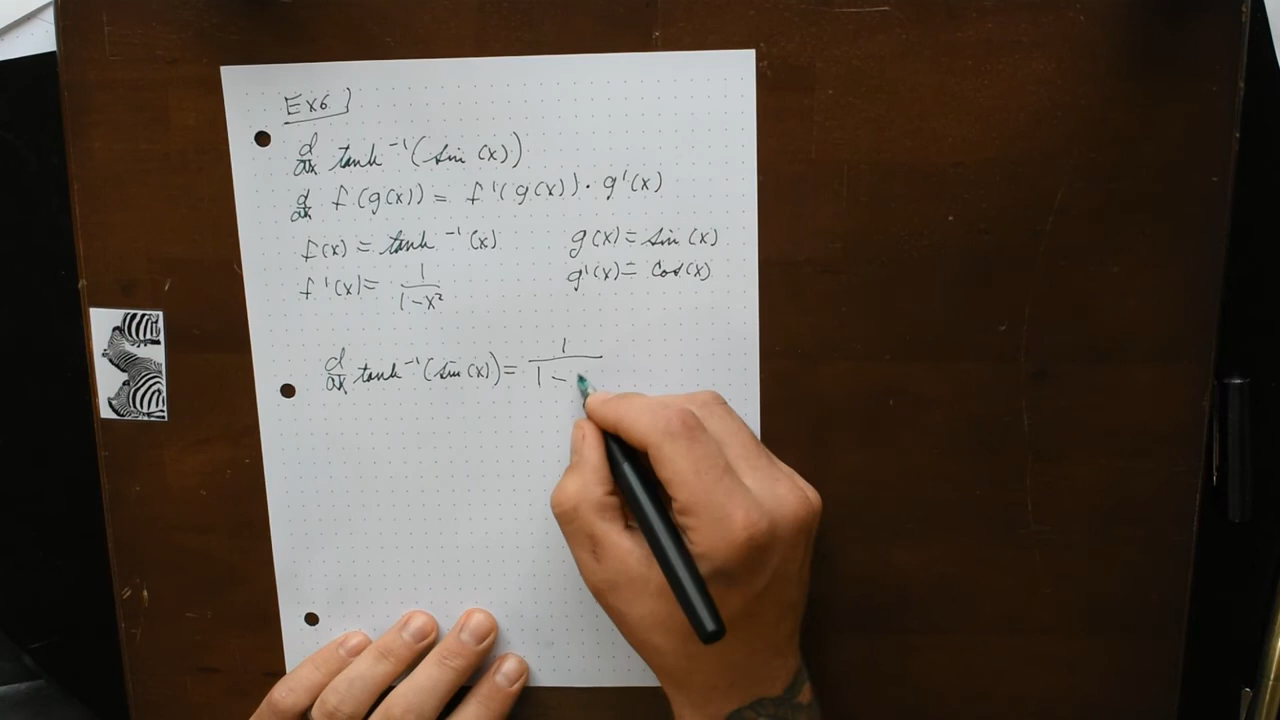 Ex6
d/dx tanh⁻¹(sin(x))
d/dx f(g(x)) = f'(g(x)) · g'(x)
f(x) = tanh⁻¹(x) g(x) = sin(x)
f'(x) = 1/(1-x²) g'(x) = cos(x)
d/dx tanh⁻¹(sin(x)) = 1/(1-